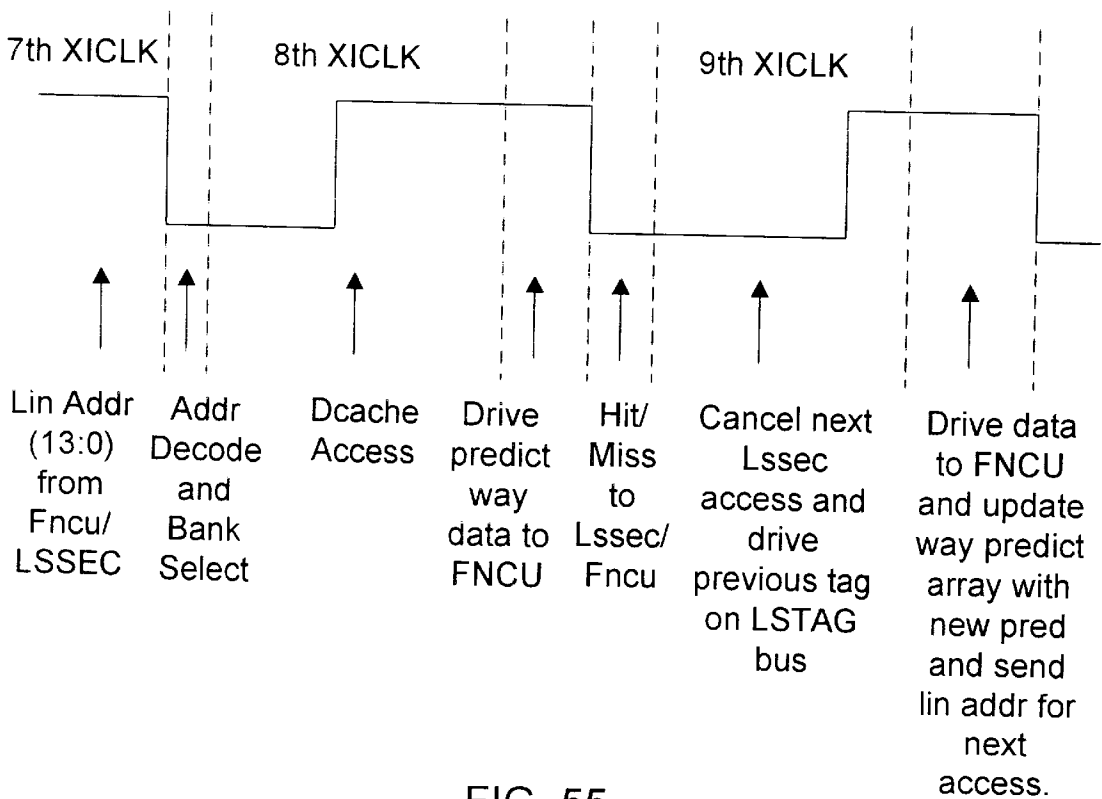 7th XICLK
8th XICLK
9th XICLK
Lin Addr
(13:0)
from
Fncu/
LSSEC
Addr
Decode
and
Bank
Select
Dcache
Access
Drive
predict
way
data to
FNCU
Hit/
Miss
to
Lssec/
Fncu
Cancel next
Lssec
access and
drive
previous tag
on LSTAG
bus
Drive data
to FNCU
and update
way predict
array with
new pred
and send
lin addr for
next
access.
FIG. 55